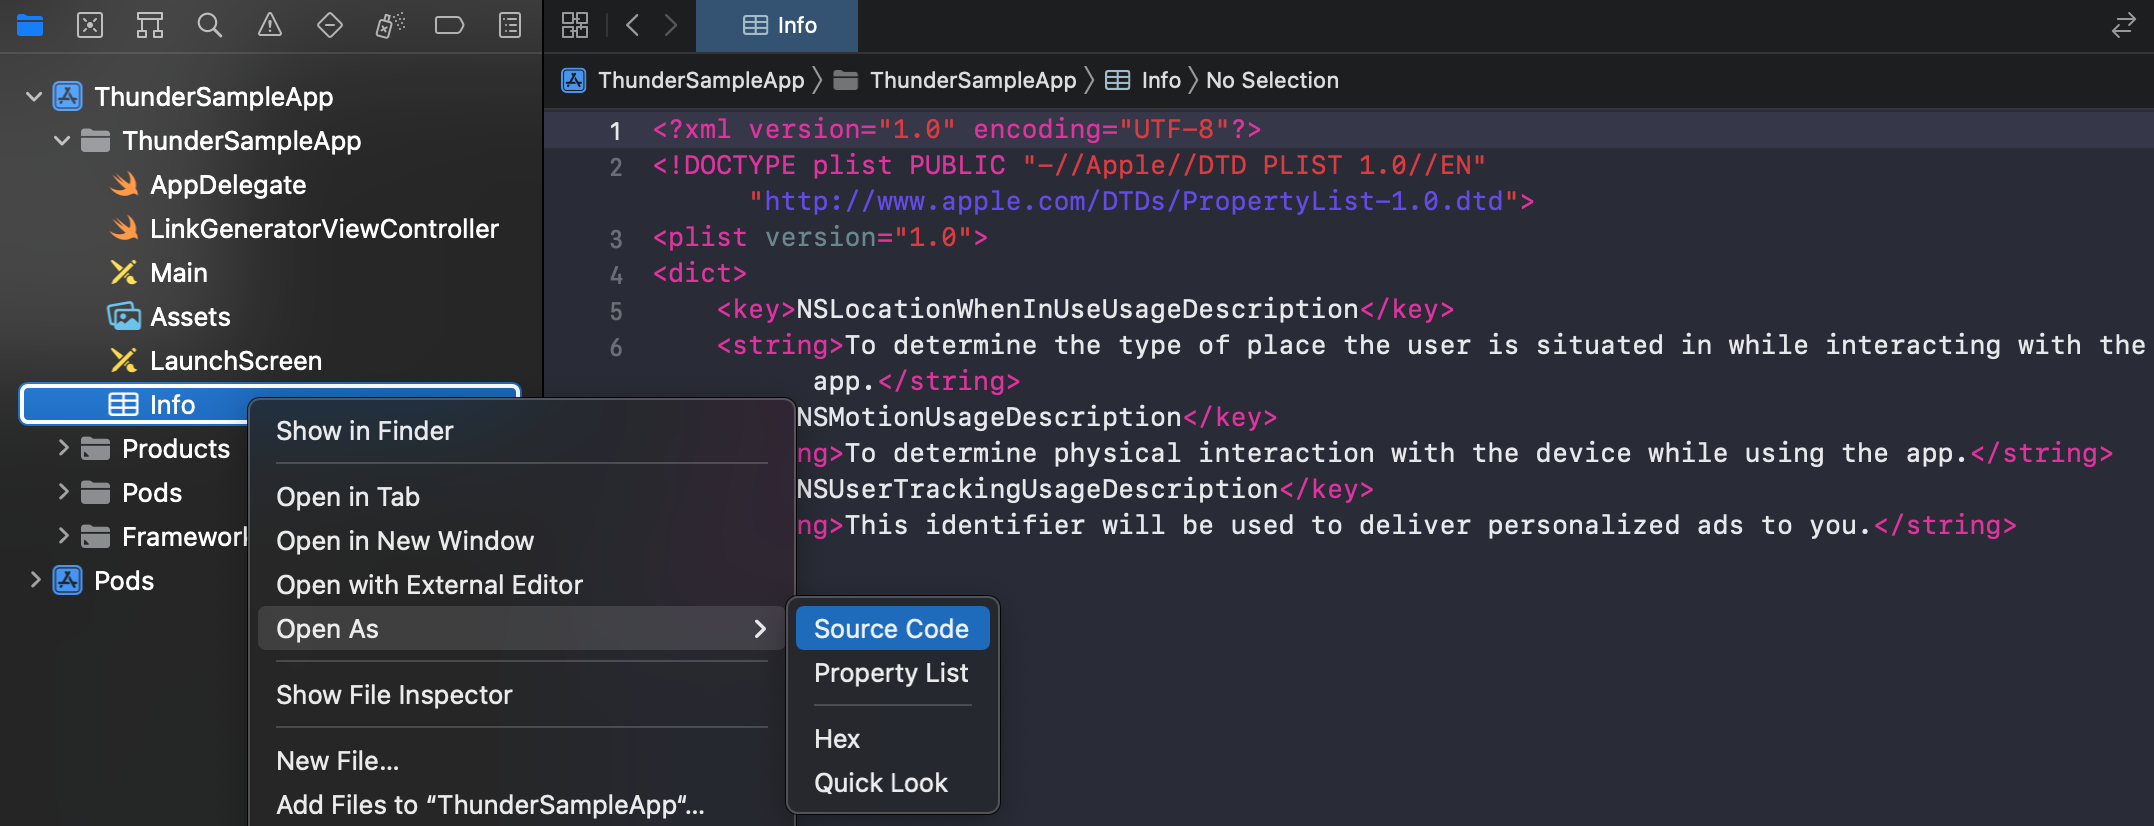 Info
ThunderSampleApp
ThunderSampleApp
AppDelegate
LinkGeneratorViewController
Main
Assets
LaunchScreen
Info
Products
Pods
Framework
Pods
ThunderSampleApp ThunderSampleApp Info No Selection
1 <?xml version="1.0" encoding="UTF-8"?>
2 <!DOCTYPE plist PUBLIC "-//Apple//DTD PLIST 1.0//EN"
"http://www.apple.com/DTDs/PropertyList-1.0.dtd">
3 <plist version="1.0">
4 <dict>
5 <key>NSLocationWhenInUseUsageDescription</key>
6 <string>To determine the type of place the user is situated in while interacting with the
app.</string>
NSMotionUsageDescription</key>
ng>To determine physical interaction with the device while using the app.</string>
NSUserTrackingUsageDescription</key>
ng>This identifier will be used to deliver personalized ads to you.</string>
Show in Finder
Open in Tab
Open in New Window
Open with External Editor
Open As
Show File Inspector
New File...
Add Files to “ThunderSampleApp“...
Source Code
Property List
Hex
Quick Look